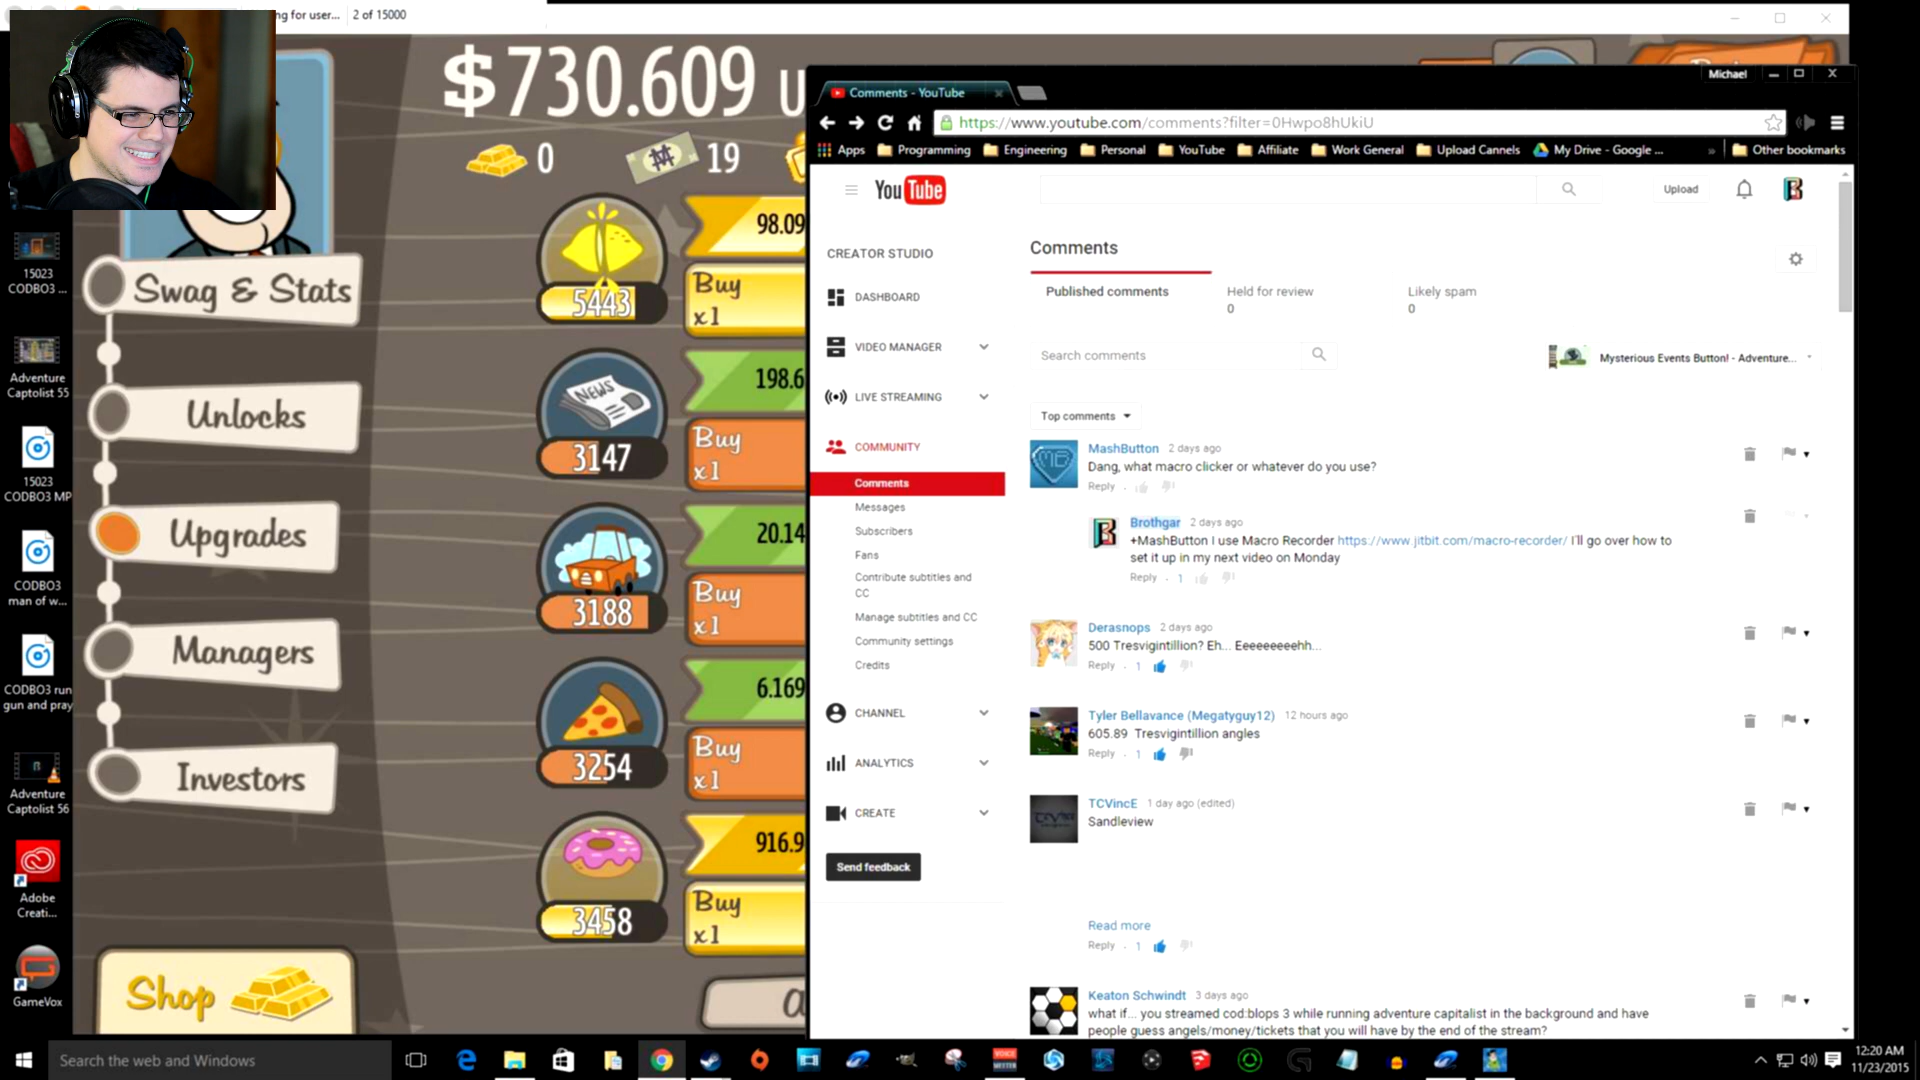 ng for user...
2 of 15000
$730.609 U
0
19
15023
CODBO3 ...
Adventure
Captolist 55
15023
CODBO3 MP
CODBO3
man of w...
CODBO3 run
gun and pray
Adventure
Captolist 56
Adobe
Creati...
GameVox
Swag & Stats
Unlocks
Upgrades
Managers
Investors
Shop
5443
98.09
Buy
x1
NEWS
3147
198.6
Buy
x1
3188
20.14
Buy
x1
3254
6.169
Buy
x1
3458
916.9
Buy
x1
Michael
Comments - YouTube
https://www.youtube.com/comments?filter=0Hwpo8hUkiU
Apps
Programming
Engineering
Personal
YouTube
Affiliate
Work General
Upload Channels
My Drive - Google ...
»
Other bookmarks
YouTube
Upload
CREATOR STUDIO
DASHBOARD
VIDEO MANAGER
LIVE STREAMING
COMMUNITY
Comments
Messages
Subscribers
Fans
Contribute subtitles and
CC
Manage subtitles and CC
Community settings
Credits
CHANNEL
ANALYTICS
CREATE
Send feedback
Comments
Published comments
Held for review
0
Likely spam
0
Search comments
Mysterious Events Button! - Adventure...
Top comments
MashButton 2 days ago
Dang, what macro clicker or whatever do you use?
Reply
Brothgar 2 days ago
+MashButton I use Macro Recorder https://www.jitbit.com/macro-recorder/ I'll go over how to
set it up in my next video on Monday
Reply · 1
Derasnops 2 days ago
500 Tresvigintillion? Eh... Eeeeeeeeehh...
Reply · 1
Tyler Bellavance (Megatyguy12) 12 hours ago
605.89 Tresvigintillion angles
Reply · 1
TCVincE 1 day ago (edited)
Sandleview
Read more
Reply · 1
Keaton Schwindt 3 days ago
what if... you streamed cod:blops 3 while running adventure capitalist in the background and have
people guess angels/money/tickets that you will have by the end of the stream?
Search the web and Windows
12:20 AM
11/23/2015